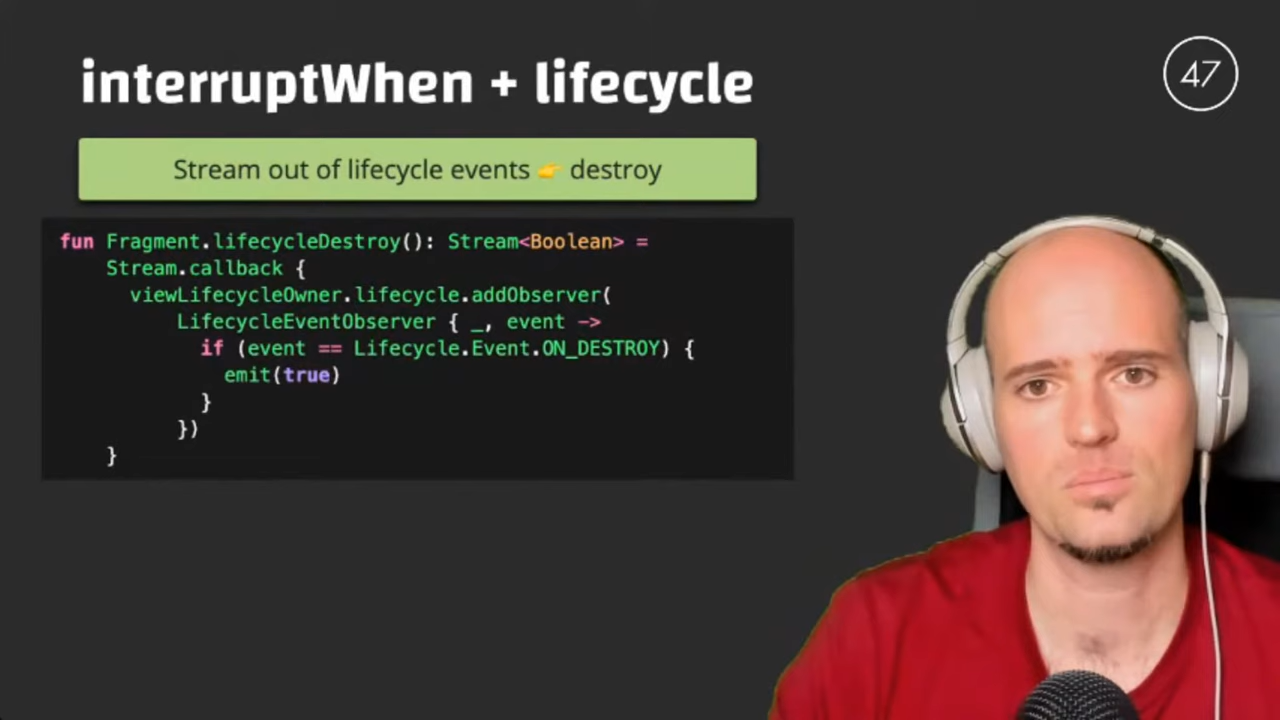 interruptWhen + lifecycle
47
Stream out of lifecycle events 👉 destroy
fun Fragment.lifecycleDestroy(): Stream<Boolean> =
    Stream.callback {
      viewLifecycleOwner.lifecycle.addObserver(
          LifecycleEventObserver { _, event ->
            if (event == Lifecycle.Event.ON_DESTROY) {
              emit(true)
            }
          })
    }